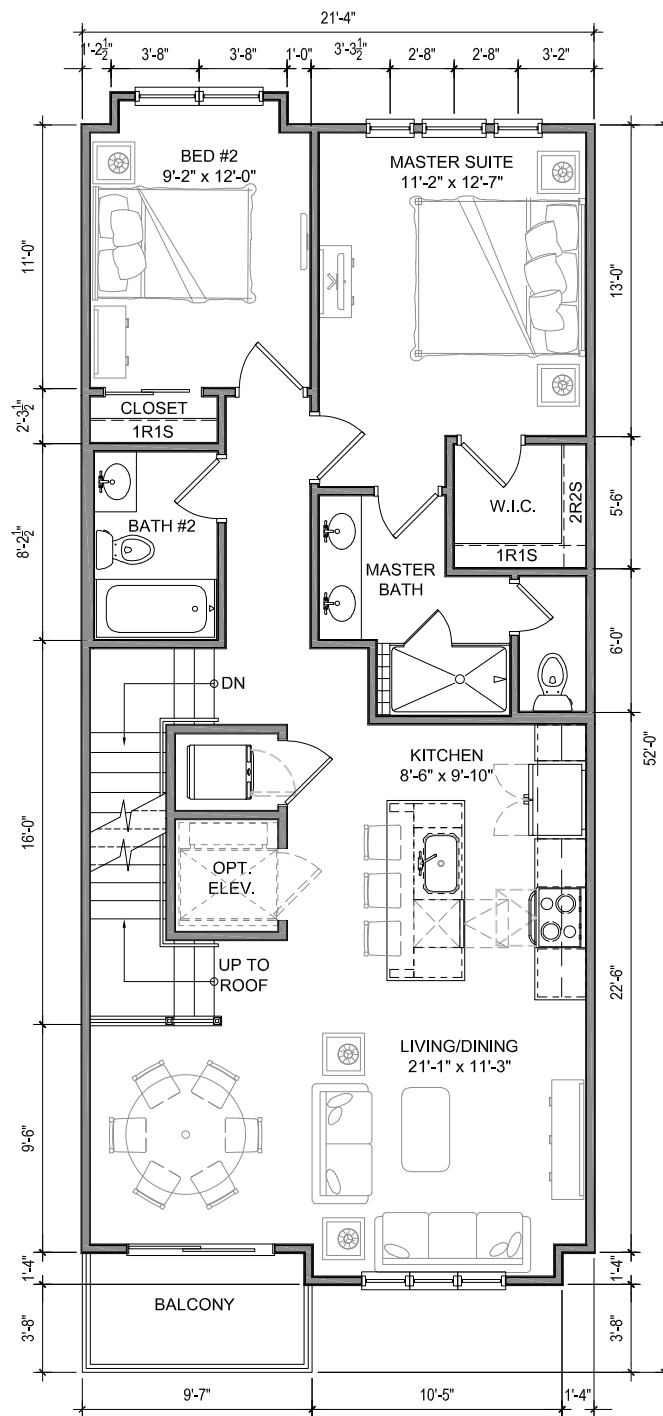 21'-4"
1'-2½" 3'-8" 3'-8" 1'-0" 3'-3½" 2'-8" 2'-8" 3'-2"
BED #2
9'-2" x 12'-0"
MASTER SUITE
11'-2" x 12'-7"
11'-0"
13'-0"
CLOSET
1R1S
2'-3½"
W.I.C.
2R2S
1R1S
5'-6"
BATH #2
8'-2½"
MASTER
BATH
6'-0"
DN
52'-0"
KITCHEN
8'-6" x 9'-10"
16'-0"
OPT.
ELEV.
UP TO
ROOF
22'-6"
LIVING/DINING
21'-1" x 11'-3"
9'-6"
1'-4"
1'-4"
BALCONY
3'-8"
3'-8"
9'-7" 10'-5" 1'-4"